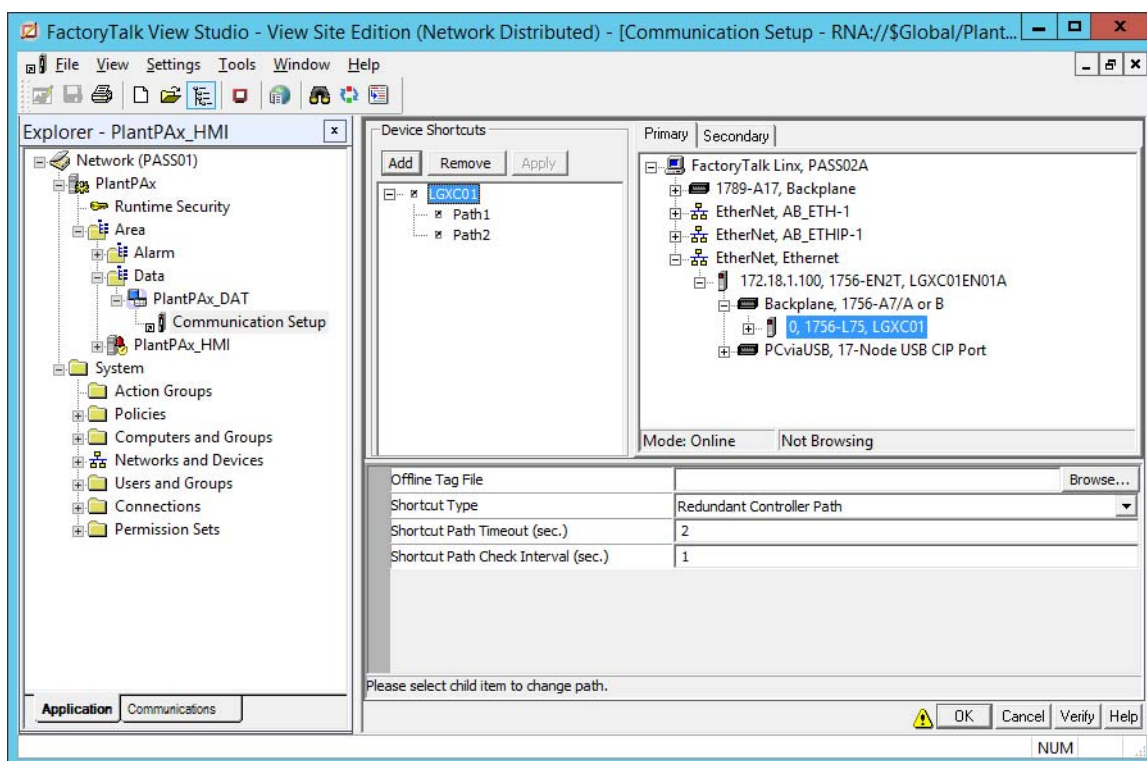 FactoryTalk View Studio - View Site Edition (Network Distributed) - [Communication Setup - RNA://$Global/Plant...
File View Settings Tools Window Help
Explorer - PlantPAx_HMI
Network (PASS01)
PlantPAx
Runtime Security
Area
Alarm
Data
PlantPAx_DAT
Communication Setup
PlantPAx_HMI
System
Action Groups
Policies
Computers and Groups
Networks and Devices
Users and Groups
Connections
Permission Sets
Application Communications
Device Shortcuts
Add Remove Apply
LGXC01
Path1
Path2
Primary Secondary
FactoryTalk Linx, PASS02A
1789-A17, Backplane
EtherNet, AB_ETH-1
EtherNet, AB_ETHIP-1
EtherNet, Ethernet
172.18.1.100, 1756-EN2T, LGXC01EN01A
Backplane, 1756-A7/A or B
0, 1756-L75, LGXC01
PCviaUSB, 17-Node USB CIP Port
Mode: Online Not Browsing
Offline Tag File Browse...
Shortcut Type Redundant Controller Path
Shortcut Path Timeout (sec.) 2
Shortcut Path Check Interval (sec.) 1
Please select child item to change path.
OK Cancel Verify Help
NUM